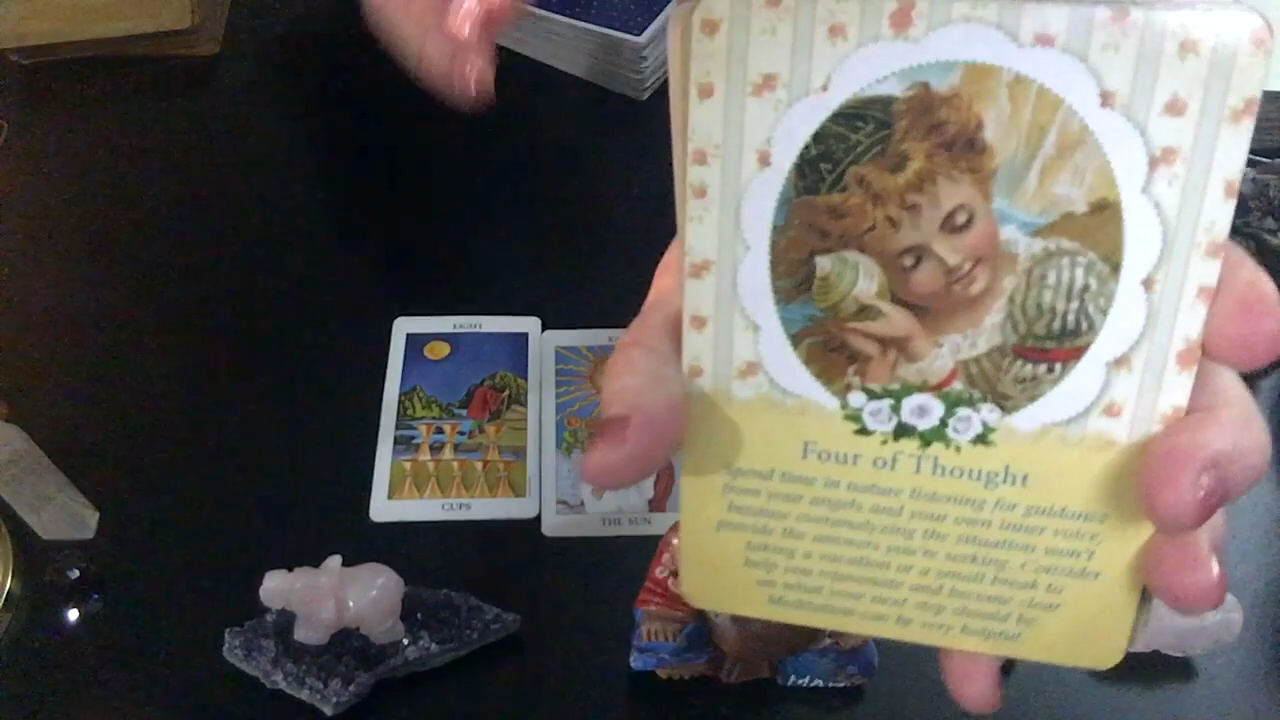 EIGHT
CUPS
THE SUN
Four of Thought
Spend time in nature listening for guidance
from your angels and your own inner voice,
because overanalyzing the situation won't
provide the answers you're seeking. Consider
taking a vacation or a small break to
help you rejuvenate and become clear
on what your next step should be.
Meditation can be very helpful